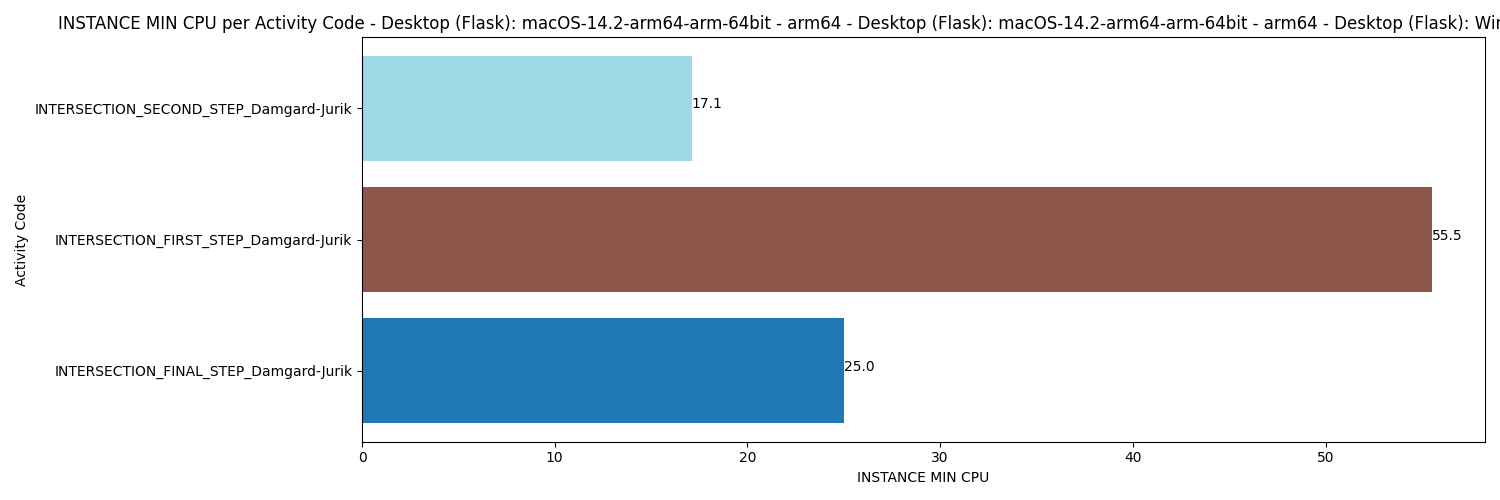 INSTANCE MIN CPU per Activity Code - Desktop (Flask): macOS-14.2-arm64-arm-64bit - arm64 - Desktop (Flask): macOS-14.2-arm64-arm-64bit - arm64 - Desktop (Flask):
INTERSECTION_SECOND_STEP_Damgard-Jurik
17.1
INTERSECTION_FIRST_STEP_Damgard-Jurik
55.5
INTERSECTION_FINAL_STEP_Damgard-Jurik
25.0
Activity Code
0 10 20 30 40 50
INSTANCE MIN CPU